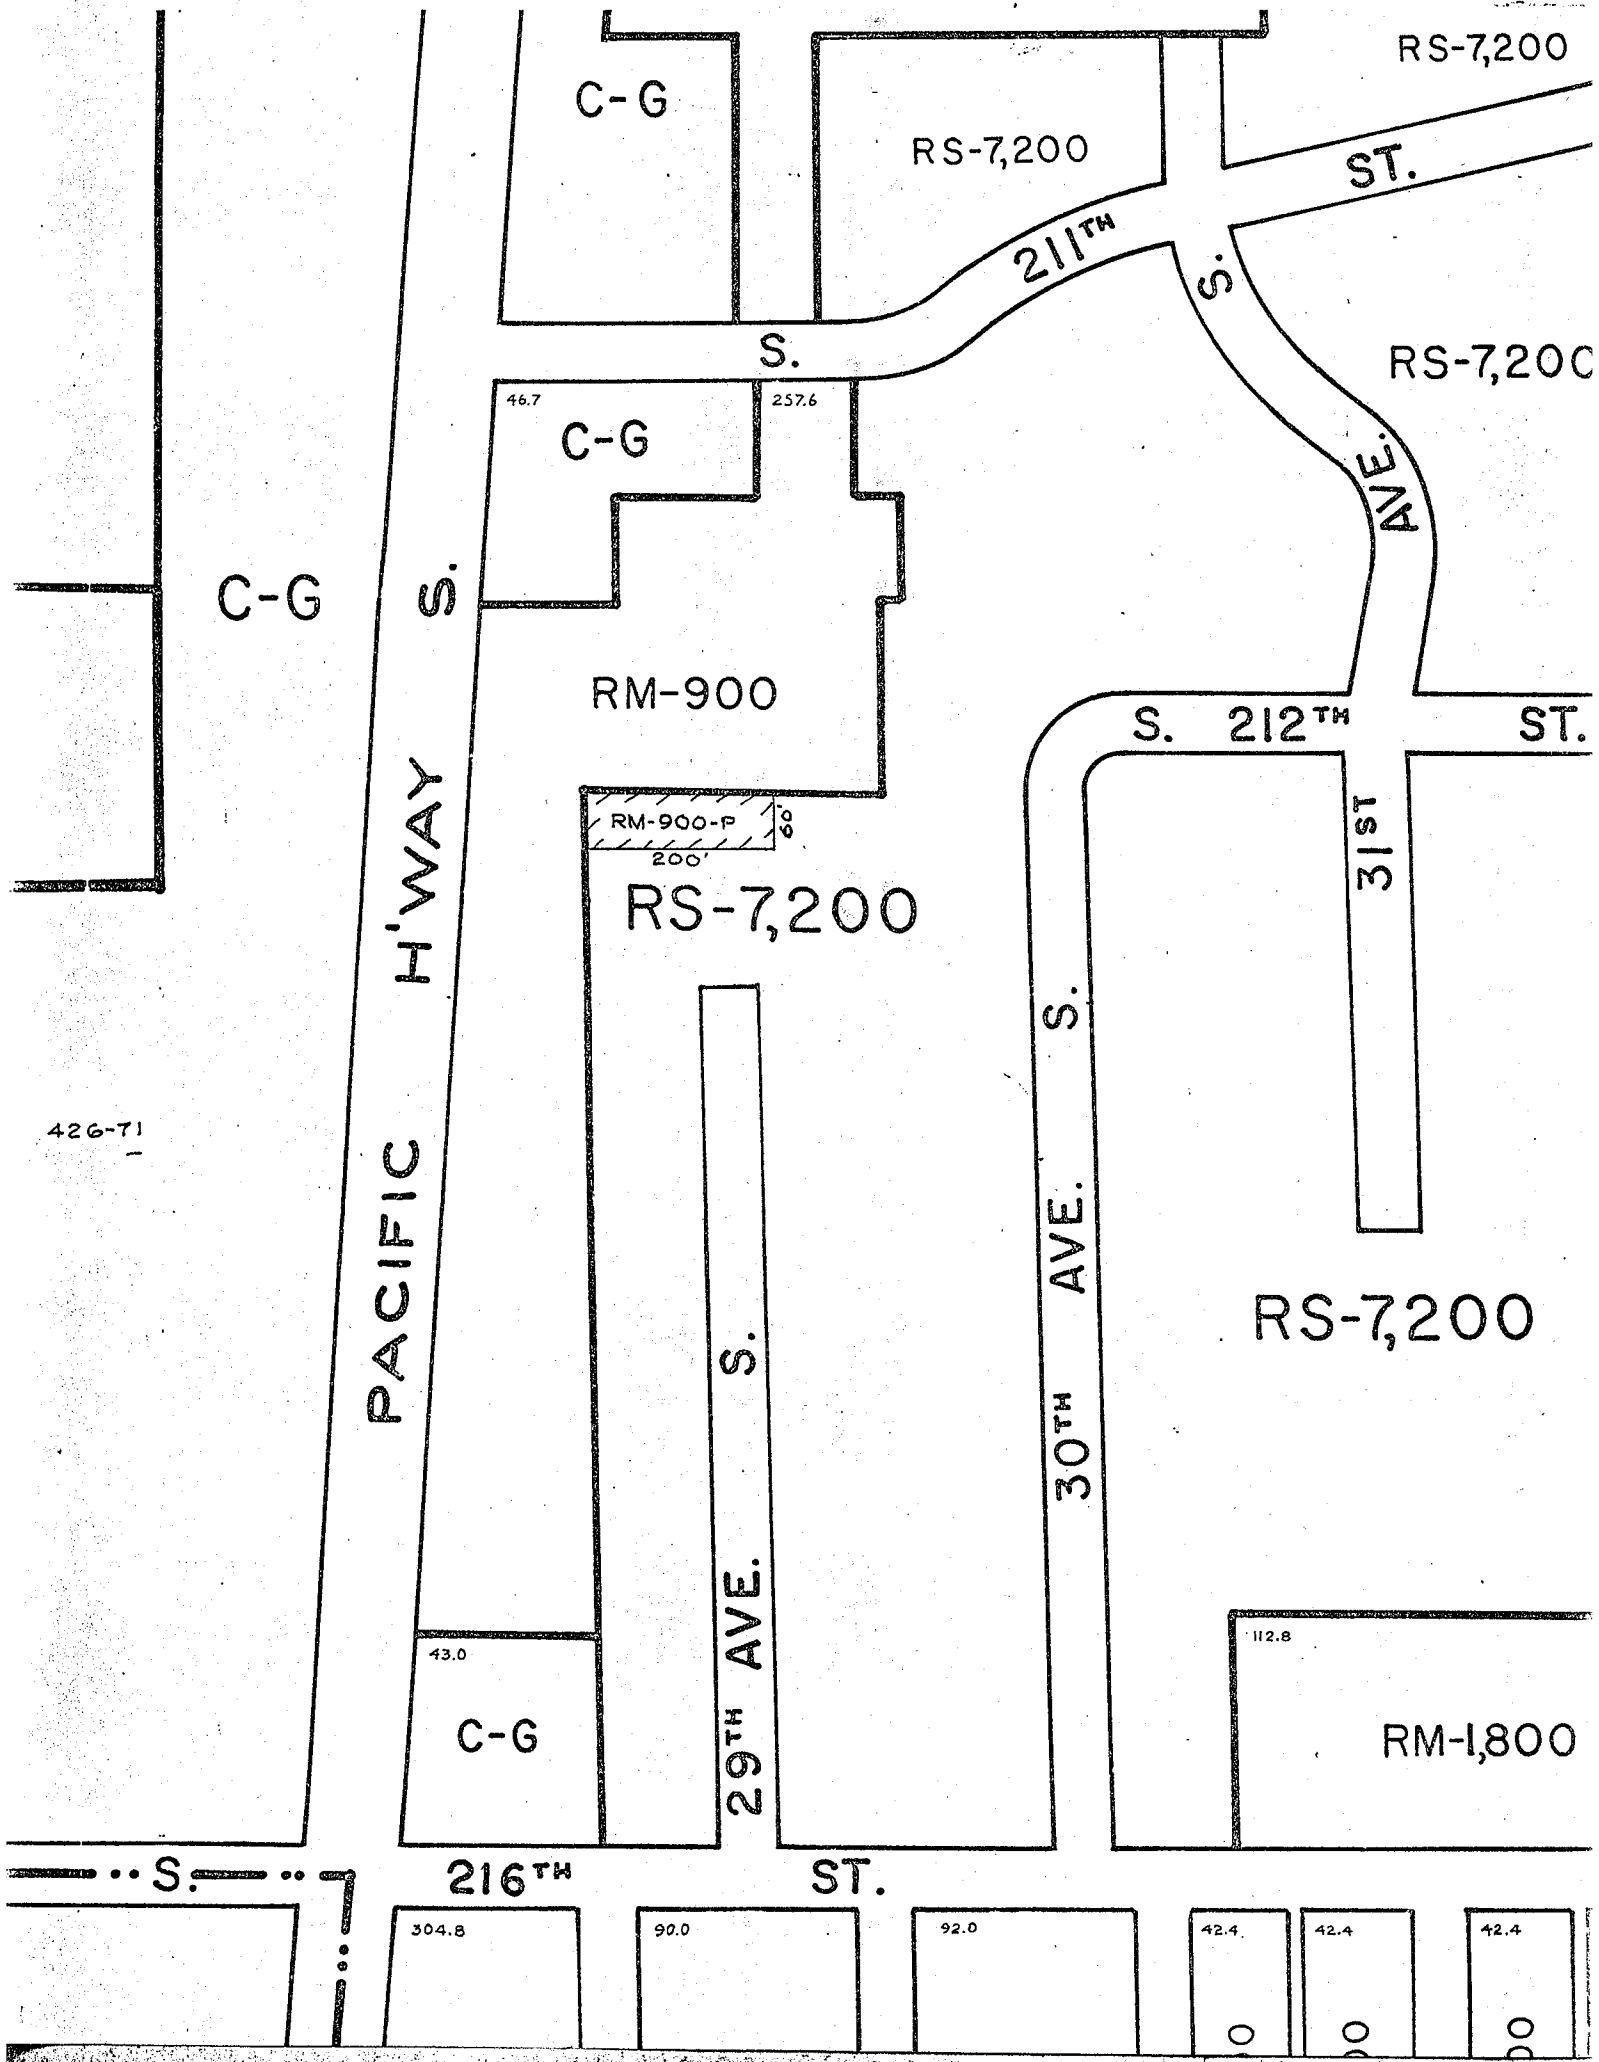 RS-7,200
C-G
RS-7,200
ST.
211TH
S.
S.
RS-7,200
46.7
257.6
C-G
AVE.
C-G
S.
RM-900
S. 212TH ST.
H'WAY
RM-900-P
60'
200'
31ST
RS-7,200
S.
426-71
PACIFIC
AVE.
S.
RS-7,200
30TH
AVE.
43.0
112.8
C-G
29TH
RM-1,800
S. 216TH ST.
304.8
90.0
92.0
42.4
42.4
42.4